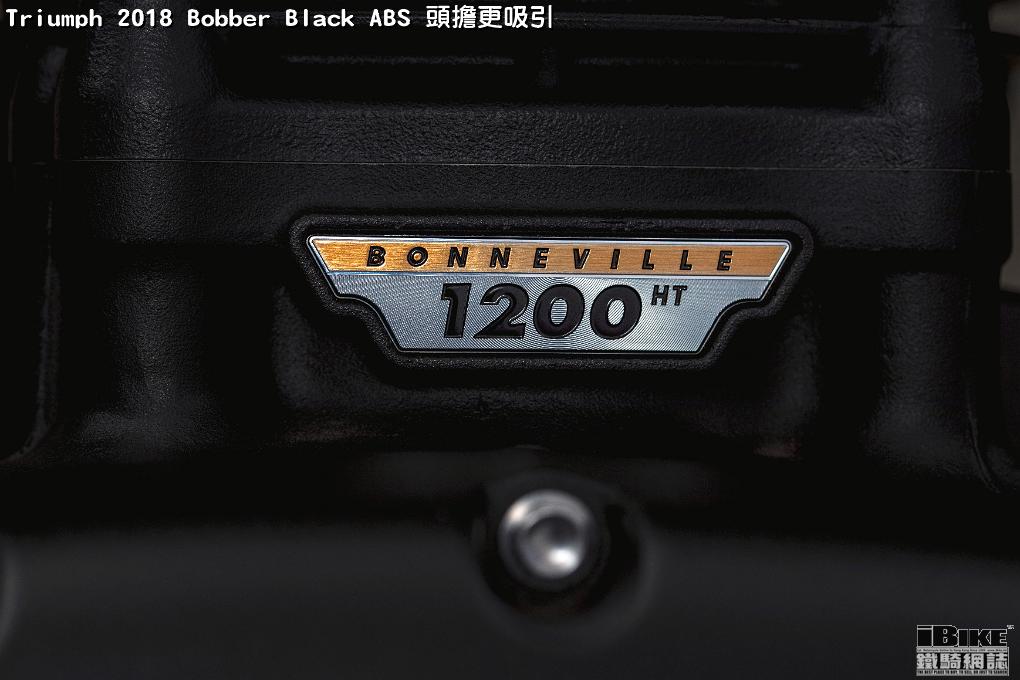 Triumph 2018 Bobber Black ABS 頭擔更吸引
BONNEVILLE
1200 HT
iBIKE
鐵騎網誌